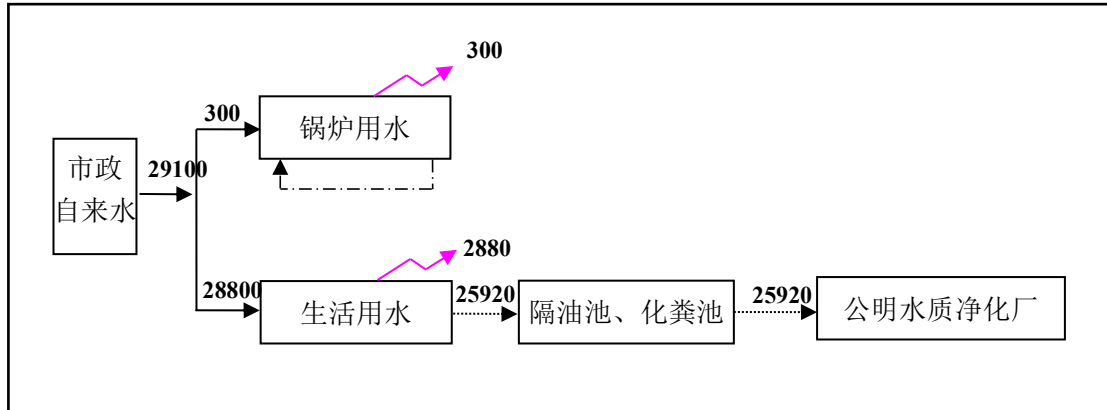 300
300
锅炉用水
市政
自来水
29100
2880
28800
生活用水
25920
隔油池、化粪池
25920
公明水质净化厂